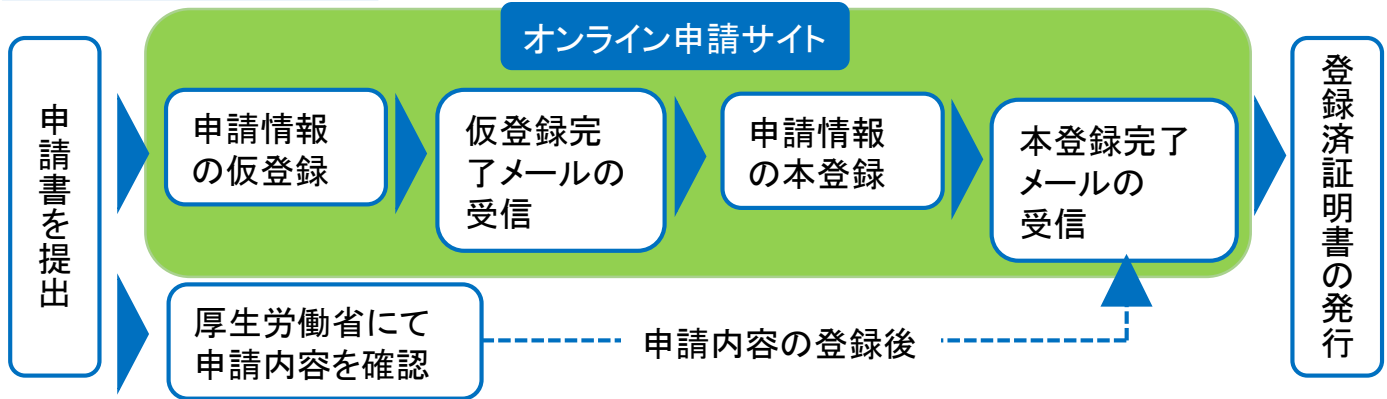 申請書を提出
オンライン申請サイト
申請情報
の仮登録
仮登録完
了メールの
受信
申請情報
の本登録
本登録完了
メールの
受信
厚生労働省にて
申請内容を確認
申請内容の登録後
登録済証明書の発行